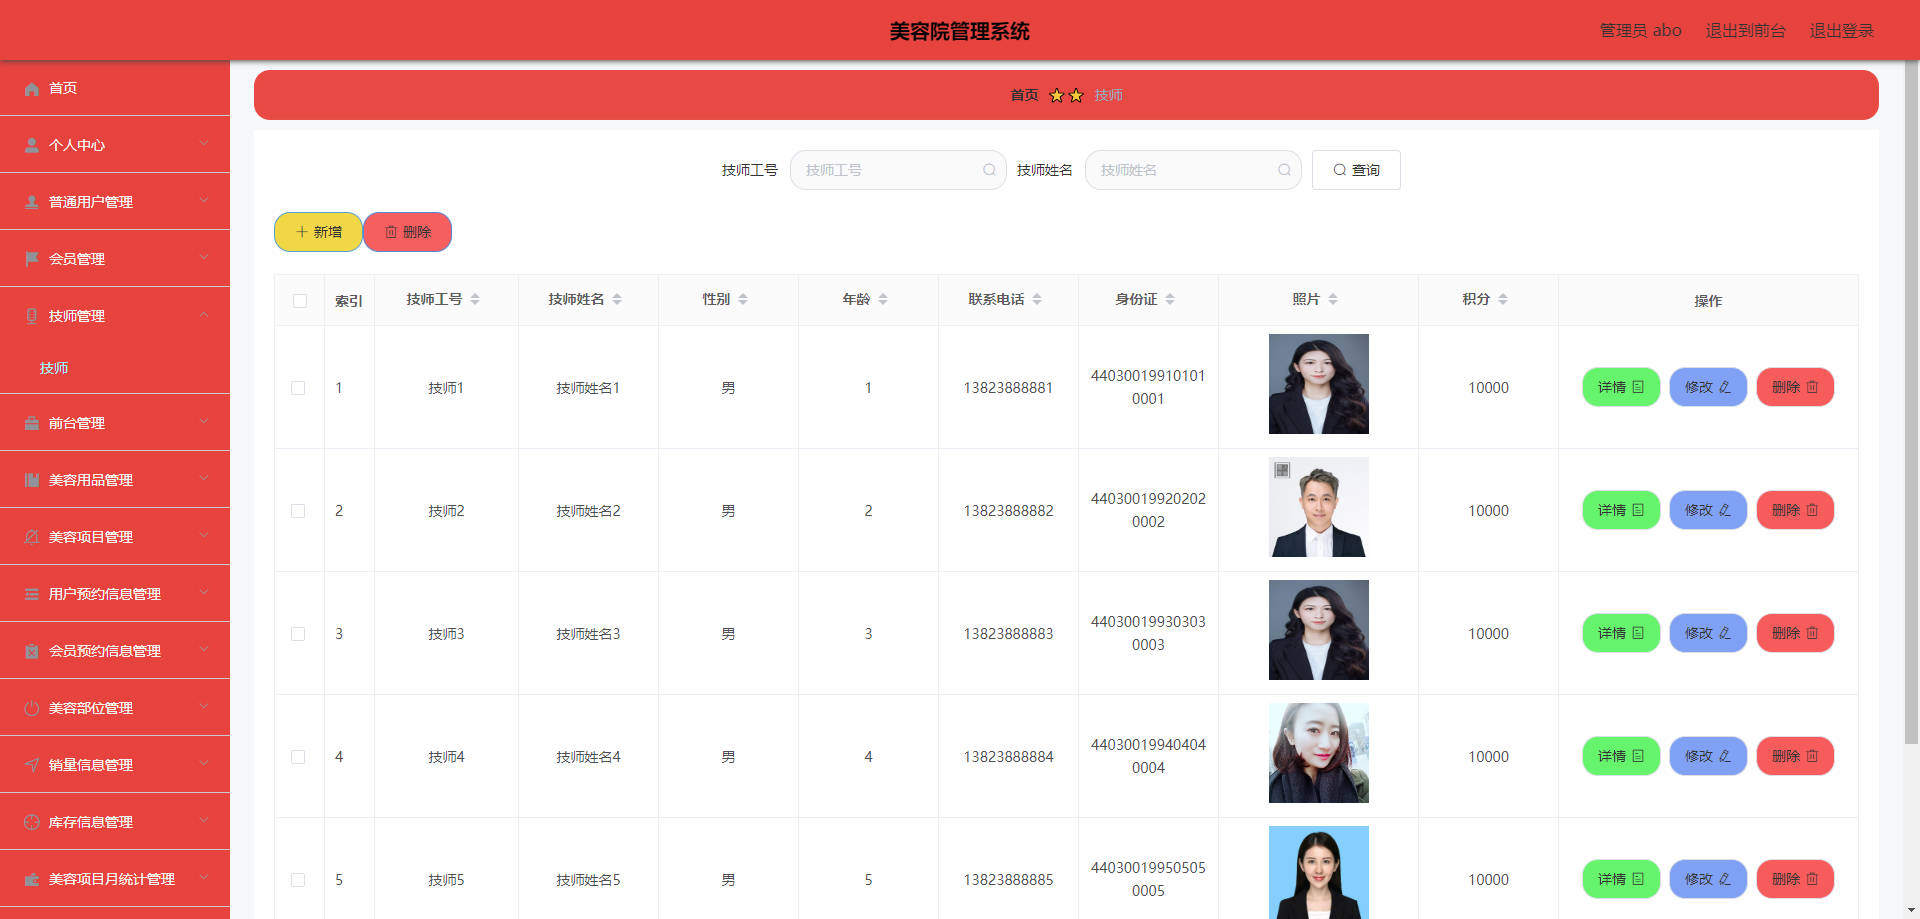 美容院管理系统
管理员 abo 退出到前台 退出登录
首页
个人中心
普通用户管理
会员管理
技师管理
技师
前台管理
美容用品管理
美容项目管理
用户预约信息管理
会员预约信息管理
美容部位管理
销量信息管理
库存信息管理
美容项目月统计管理
首页 技师
技师工号 技师工号 技师姓名 技师姓名 查询
新增 删除
索引 技师工号 技师姓名 性别 年龄 联系电话 身份证 照片 积分 操作
1 技师1 技师姓名1 男 1 13823888881 44030019910101 10000 详情 修改 删除
0001
2 技师2 技师姓名2 男 2 13823888882 44030019920202 10000 详情 修改 删除
0002
3 技师3 技师姓名3 男 3 13823888883 44030019930303 10000 详情 修改 删除
0003
4 技师4 技师姓名4 男 4 13823888884 44030019940404 10000 详情 修改 删除
0004
5 技师5 技师姓名5 男 5 13823888885 44030019950505 10000 详情 修改 删除
0005